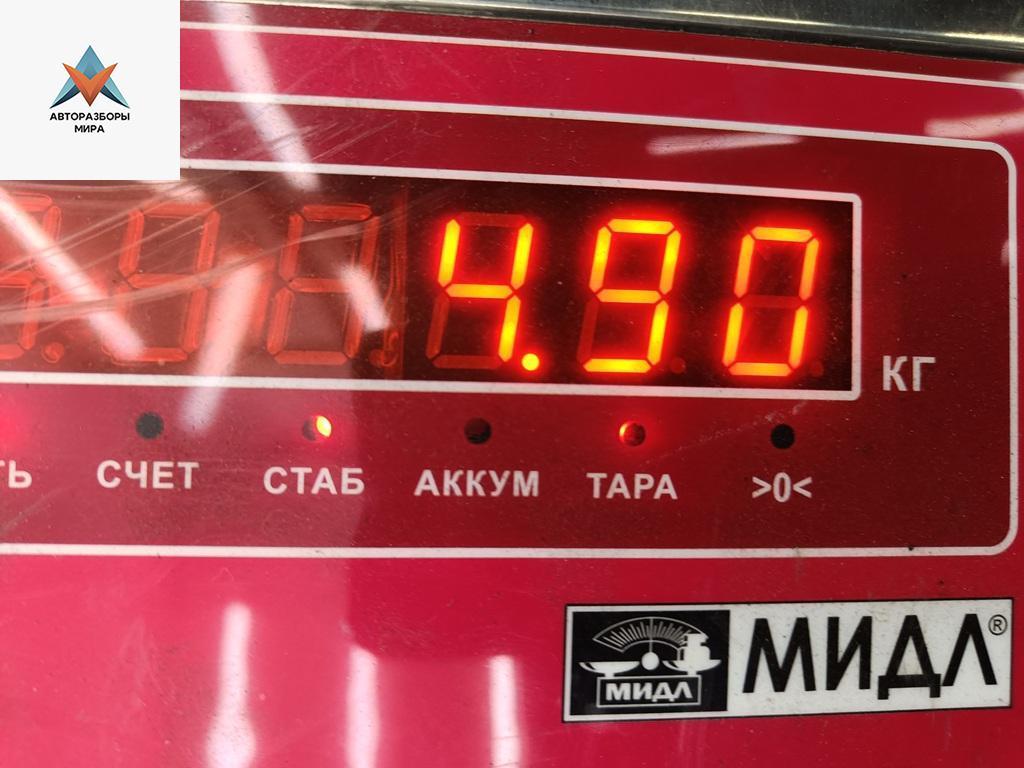 АВТОРАЗБОРЫ
МИРА
4.90
КГ
СЧЕТ СТАБ АККУМ ТАРА >0<
МИДЛ МИДЛ®